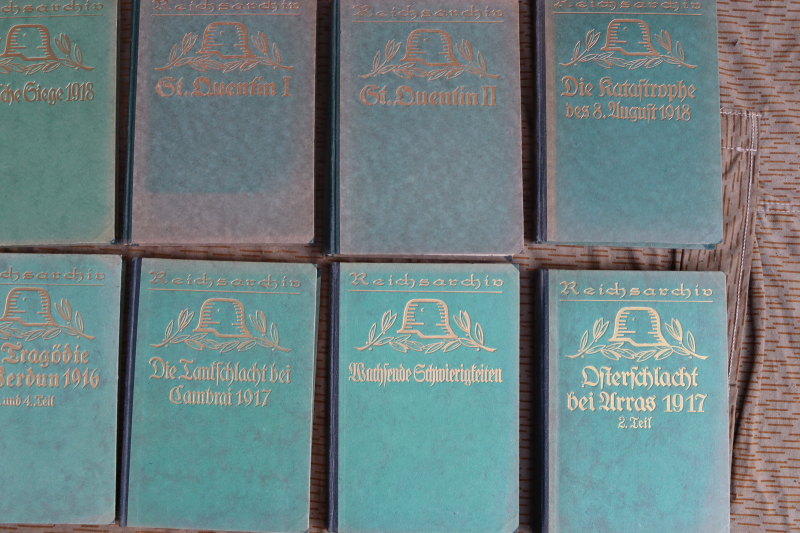 Reichsarchiv
che Siege 1918
Reichsarchiv
St. Quentin I
Reichsarchiv
St. Quentin II
Reichsarchiv
Die Katastrophe
des 8. August 1918
Reichsarchiv
Tragödie
Verdun 1916
und 4. Teil
Reichsarchiv
Die Tankschlacht bei
Cambrai 1917
Reichsarchiv
Wachsende Schwierigkeiten
Reichsarchiv
Osterschlacht
bei Arras 1917
2. Teil